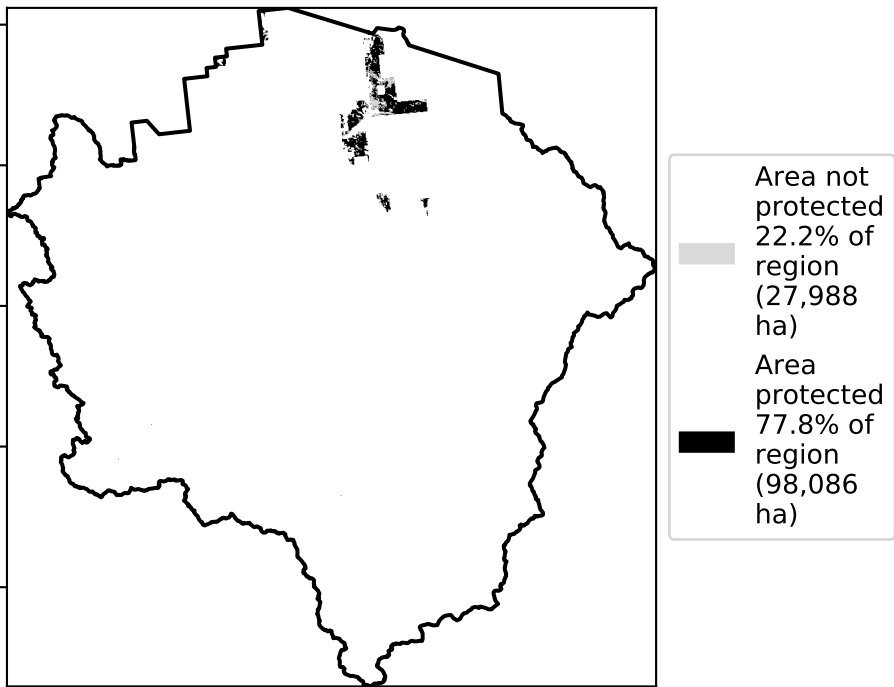 Area not
protected
22.2% of
region
(27,988
ha)
Area
protected
77.8% of
region
(98,086
ha)